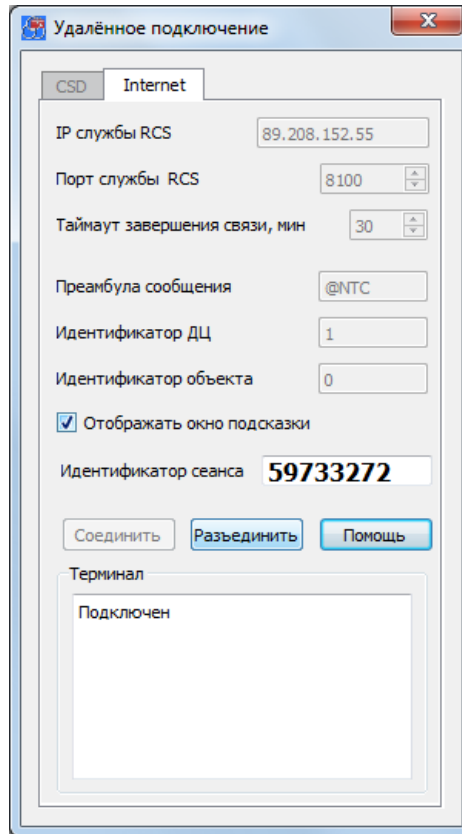 Удалённое подключение
CSD Internet
IP службы RCS 89.208.152.55
Порт службы RCS 8100
Таймаут завершения связи, мин 30
Преамбула сообщения @NTC
Идентификатор ДЦ 1
Идентификатор объекта 0
Отображать окно подсказки
Идентификатор сеанса 59733272
Соединить Разъединить Помощь
Терминал
Подключен